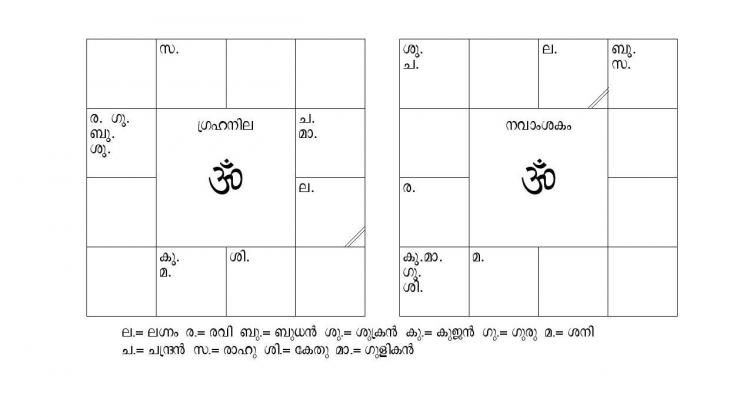 സ.
ര. ഗു.
ബു.
ശു.
ഗ്രഹനില
ച.
മാ.
ॐ
ല.
കു.
മ.
ശി.
ശു.
ച.
ല.
ബു.
സ.
നവാംശകം
ॐ
ര.
കു.മാ.
ഗു.
ശി.
മ.
ല.= ലഗ്നം ര.= രവി ബു.= ബുധൻ ശു.= ശുക്രൻ കു.= കുജൻ ഗു.= ഗുരു മ.= ശനി
ച.= ചന്ദ്രൻ സ.= രാഹു ശി.= കേതു മാ.= ഗുളികൻ